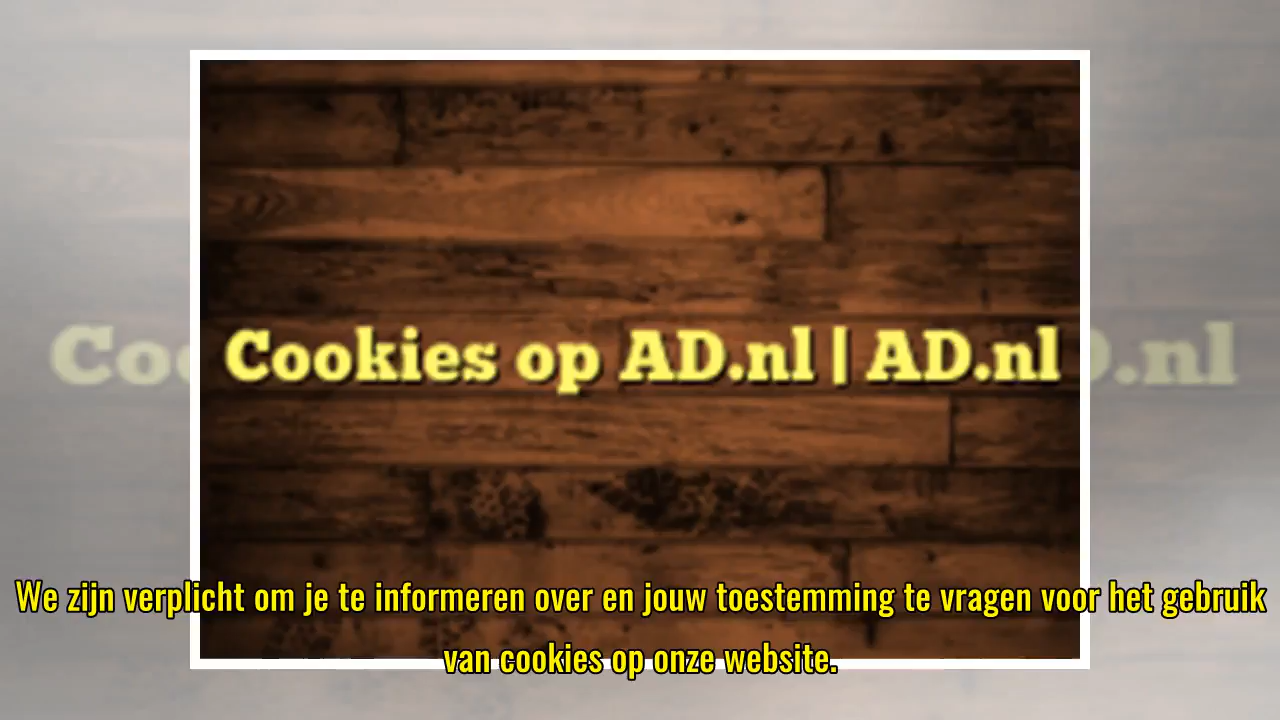 Cookies op AD.nl | AD.nl
We zijn verplicht om je te informeren over en jouw toestemming te vragen voor het gebruik
van cookies op onze website.